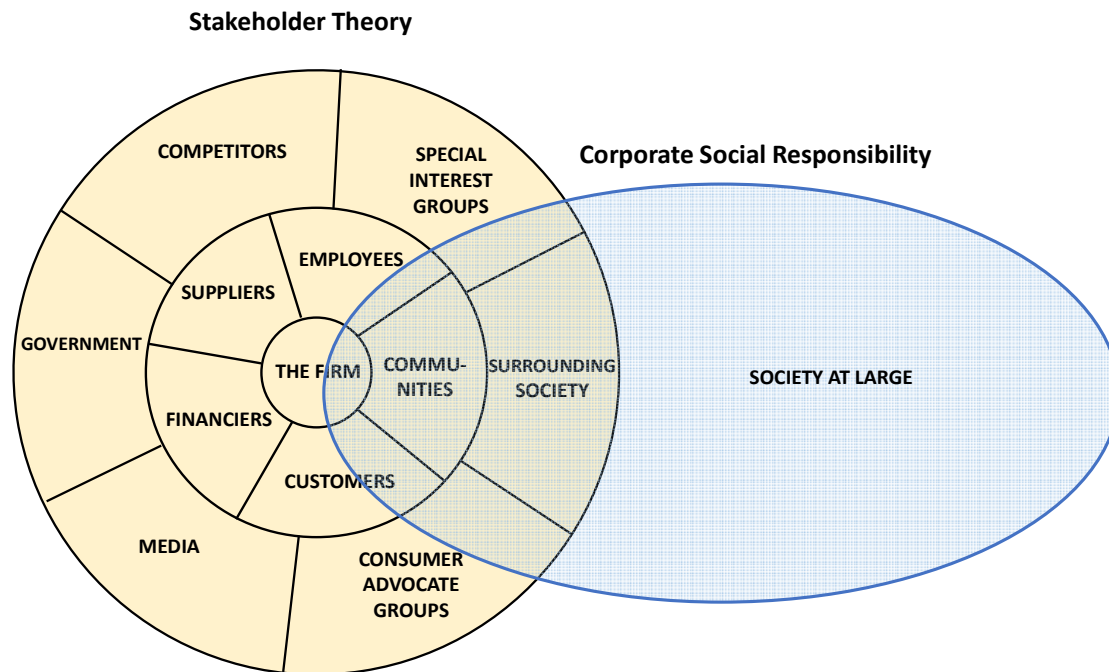 Stakeholder Theory
Corporate Social Responsibility
COMPETITORS
SPECIAL
INTEREST
GROUPS
EMPLOYEES
SUPPLIERS
GOVERNMENT
THE FIRM
COMMU-
NITIES
SURROUNDING
SOCIETY
SOCIETY AT LARGE
FINANCIERS
CUSTOMERS
MEDIA
CONSUMER
ADVOCATE
GROUPS